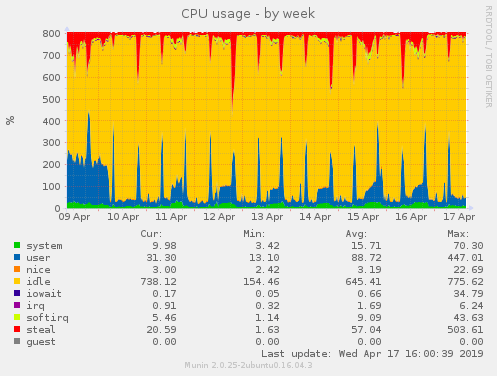 CPU usage - by week
RRDTOOL / TOBI OETIKER
%
800
700
600
500
400
300
200
100
0
09 Apr 10 Apr 11 Apr 12 Apr 13 Apr 14 Apr 15 Apr 16 Apr 17 Apr
Cur: Min: Avg: Max:
system 9.98 3.42 15.71 70.30
user 31.30 13.10 88.72 447.01
nice 3.00 2.42 3.19 22.69
idle 738.12 154.46 645.41 775.62
iowait 0.17 0.05 0.66 34.79
irq 0.91 0.32 1.69 6.24
softirq 5.46 1.14 9.09 43.63
steal 20.59 1.63 57.04 503.61
guest 0.00 0.00 0.00 0.00
Last update: Wed Apr 17 16:00:39 2019
Munin 2.0.25-2ubuntu0.16.04.3